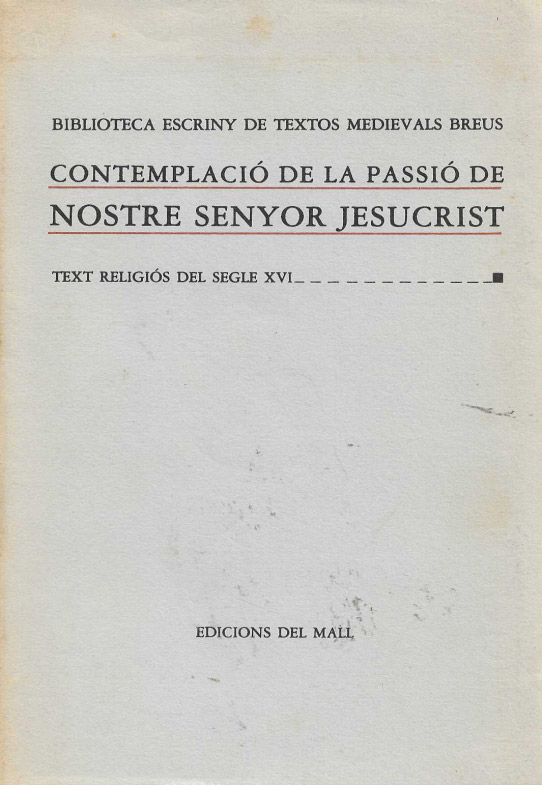 BIBLIOTECA ESCRINY DE TEXTOS MEDIEVALS BREUS
CONTEMPLACIÓ DE LA PASSIÓ DE
NOSTRE SENYOR JESUCRIST
TEXT RELIGIÓS DEL SEGLE XVI_ _ _ _ _ _ _ _ _ _ _ _■
EDICIONS DEL MALL